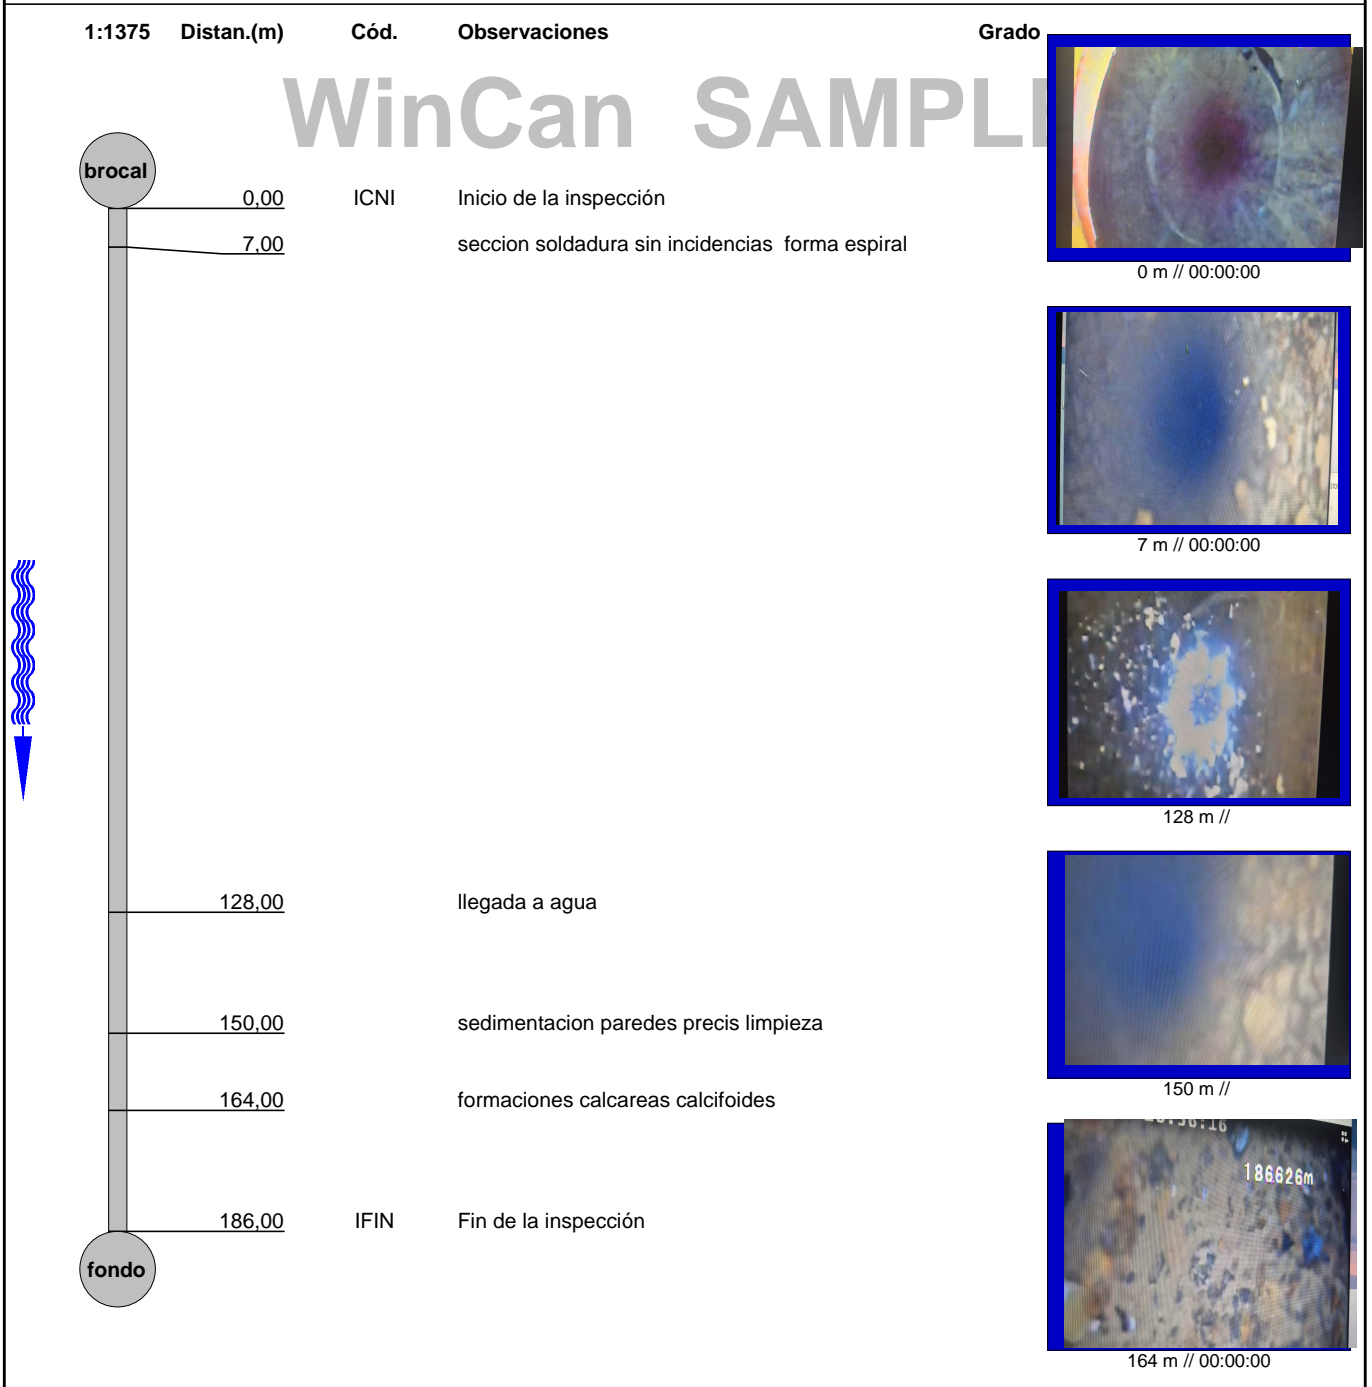 1:1375 Distan.(m) Cód. Observaciones Grado
WinCan SAMPL
brocal
0,00 ICNI Inicio de la inspección
7,00 seccion soldadura sin incidencias forma espiral
0 m // 00:00:00
7 m // 00:00:00
128 m //
128,00 llegada a agua
150,00 sedimentacion paredes precis limpieza
150 m //
164,00 formaciones calcareas calcifoides
186626m
186,00 IFIN Fin de la inspección
fondo
164 m // 00:00:00